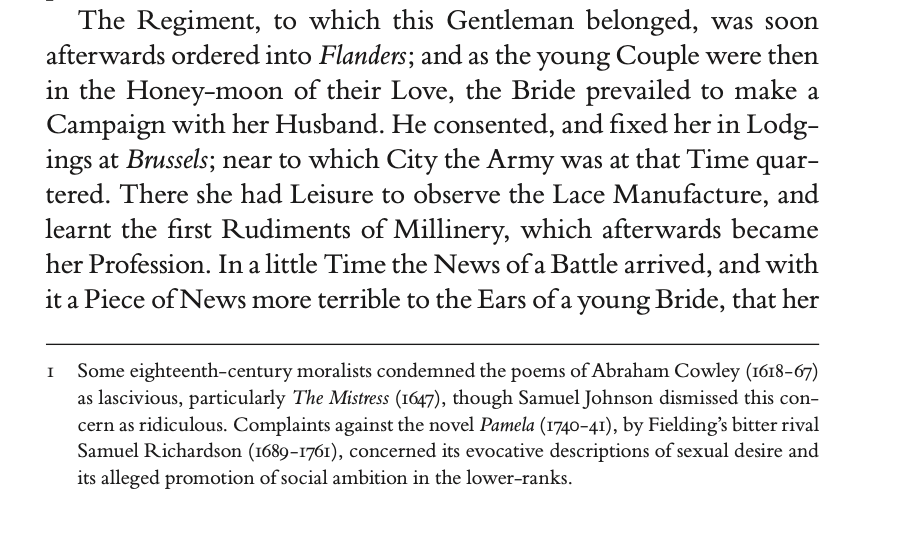 The Regiment, to which this Gentleman belonged, was soon
afterwards ordered into Flanders; and as the young Couple were then
in the Honey-moon of their Love, the Bride prevailed to make a
Campaign with her Husband. He consented, and fixed her in Lodg-
ings at Brussels; near to which City the Army was at that Time quar-
tered. There she had Leisure to observe the Lace Manufacture, and
learnt the first Rudiments of Millinery, which afterwards became
her Profession. In a little Time the News of a Battle arrived, and with
it a Piece of News more terrible to the Ears of a young Bride, that her
1 Some eighteenth-century moralists condemned the poems of Abraham Cowley (1618-67)
as lascivious, particularly The Mistress (1647), though Samuel Johnson dismissed this con-
cern as ridiculous. Complaints against the novel Pamela (1740-41), by Fielding's bitter rival
Samuel Richardson (1689-1761), concerned its evocative descriptions of sexual desire and
its alleged promotion of social ambition in the lower-ranks.